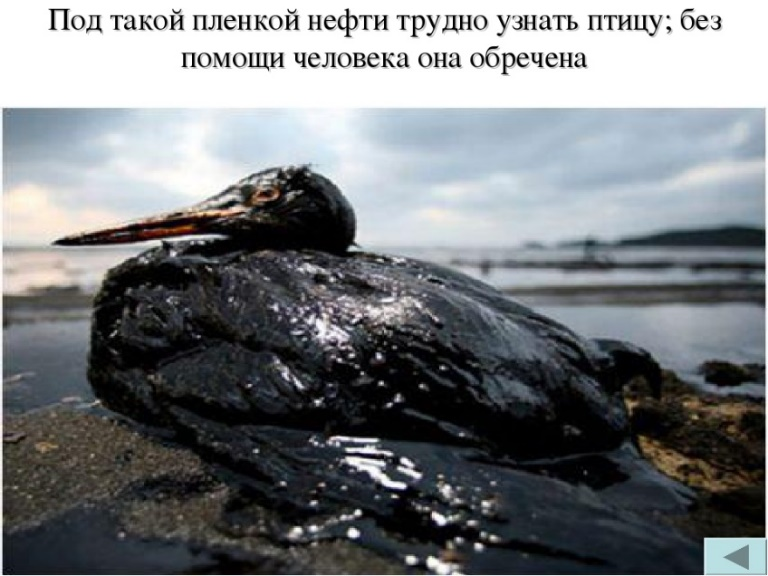 Под такой пленкой нефти трудно узнать птицу; без
помощи человека она обречена